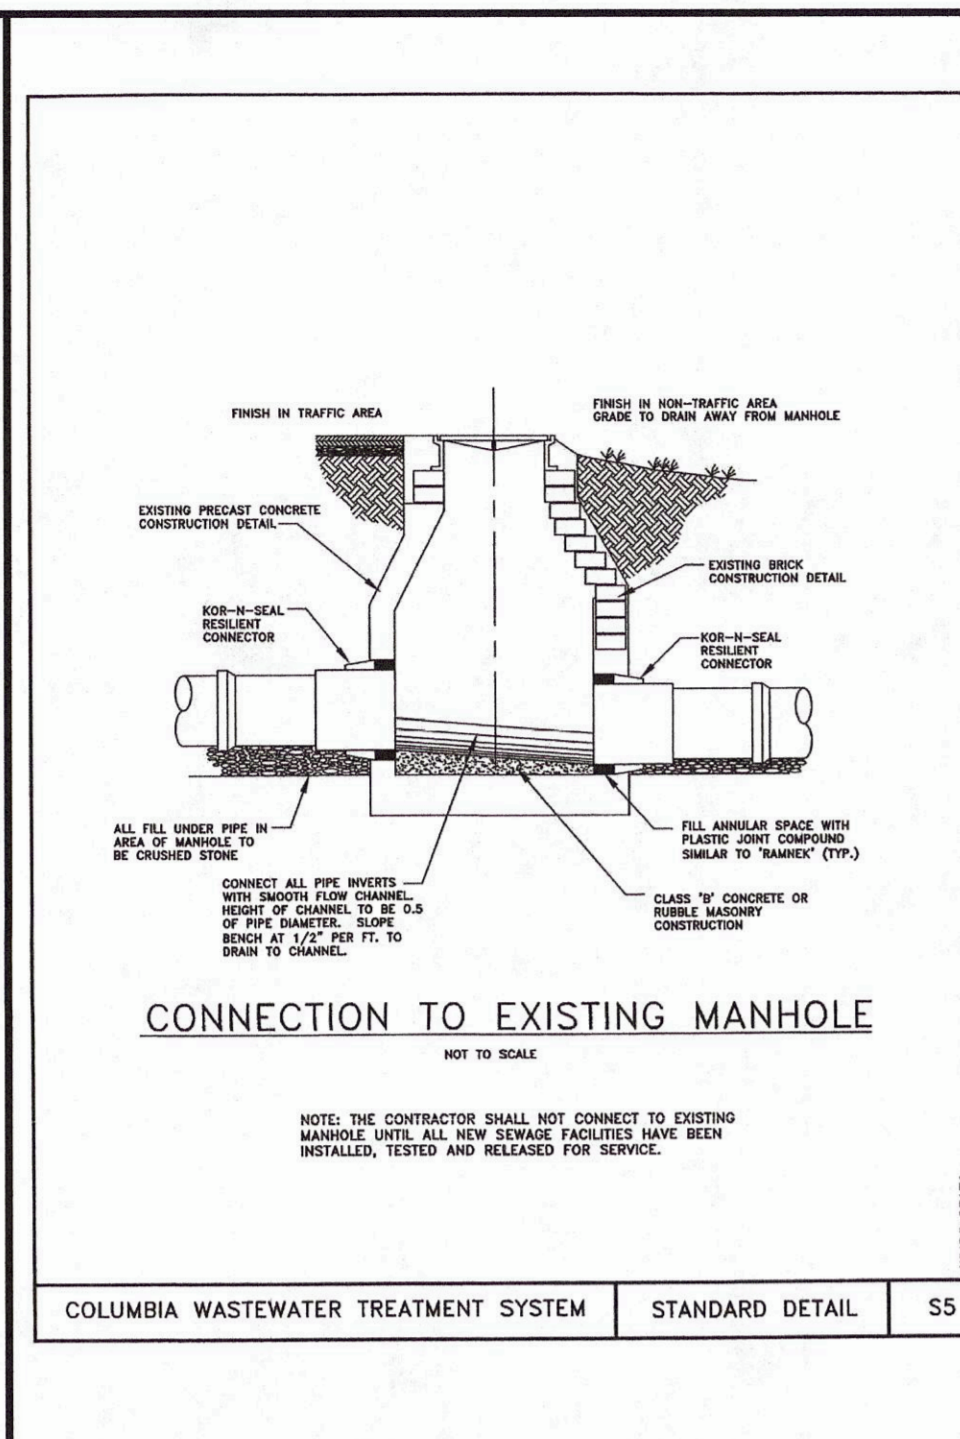 FINISH IN TRAFFIC AREA
FINISH IN NON-TRAFFIC AREA
GRADE TO DRAIN AWAY FROM MANHOLE
EXISTING PRECAST CONCRETE
CONSTRUCTION DETAIL
EXISTING BRICK
CONSTRUCTION DETAIL
KOR-N-SEAL
RESILIENT
CONNECTOR
KOR-N-SEAL
RESILIENT
CONNECTOR
ALL FILL UNDER PIPE IN
AREA OF MANHOLE TO
BE CRUSHED STONE
FILL ANNULAR SPACE WITH
PLASTIC JOINT COMPOUND
SIMILAR TO 'RAMNEK' (TYP.)
CONNECT ALL PIPE INVERTS
WITH SMOOTH FLOW CHANNEL.
HEIGHT OF CHANNEL TO BE 0.5
OF PIPE DIAMETER. SLOPE
BENCH AT 1/2" PER FT. TO
DRAIN TO CHANNEL.
CLASS 'B' CONCRETE OR
RUBBLE MASONRY
CONSTRUCTION
CONNECTION TO EXISTING MANHOLE
NOT TO SCALE
NOTE: THE CONTRACTOR SHALL NOT CONNECT TO EXISTING
MANHOLE UNTIL ALL NEW SEWAGE FACILITIES HAVE BEEN
INSTALLED, TESTED AND RELEASED FOR SERVICE.
COLUMBIA WASTEWATER TREATMENT SYSTEM
STANDARD DETAIL
S5